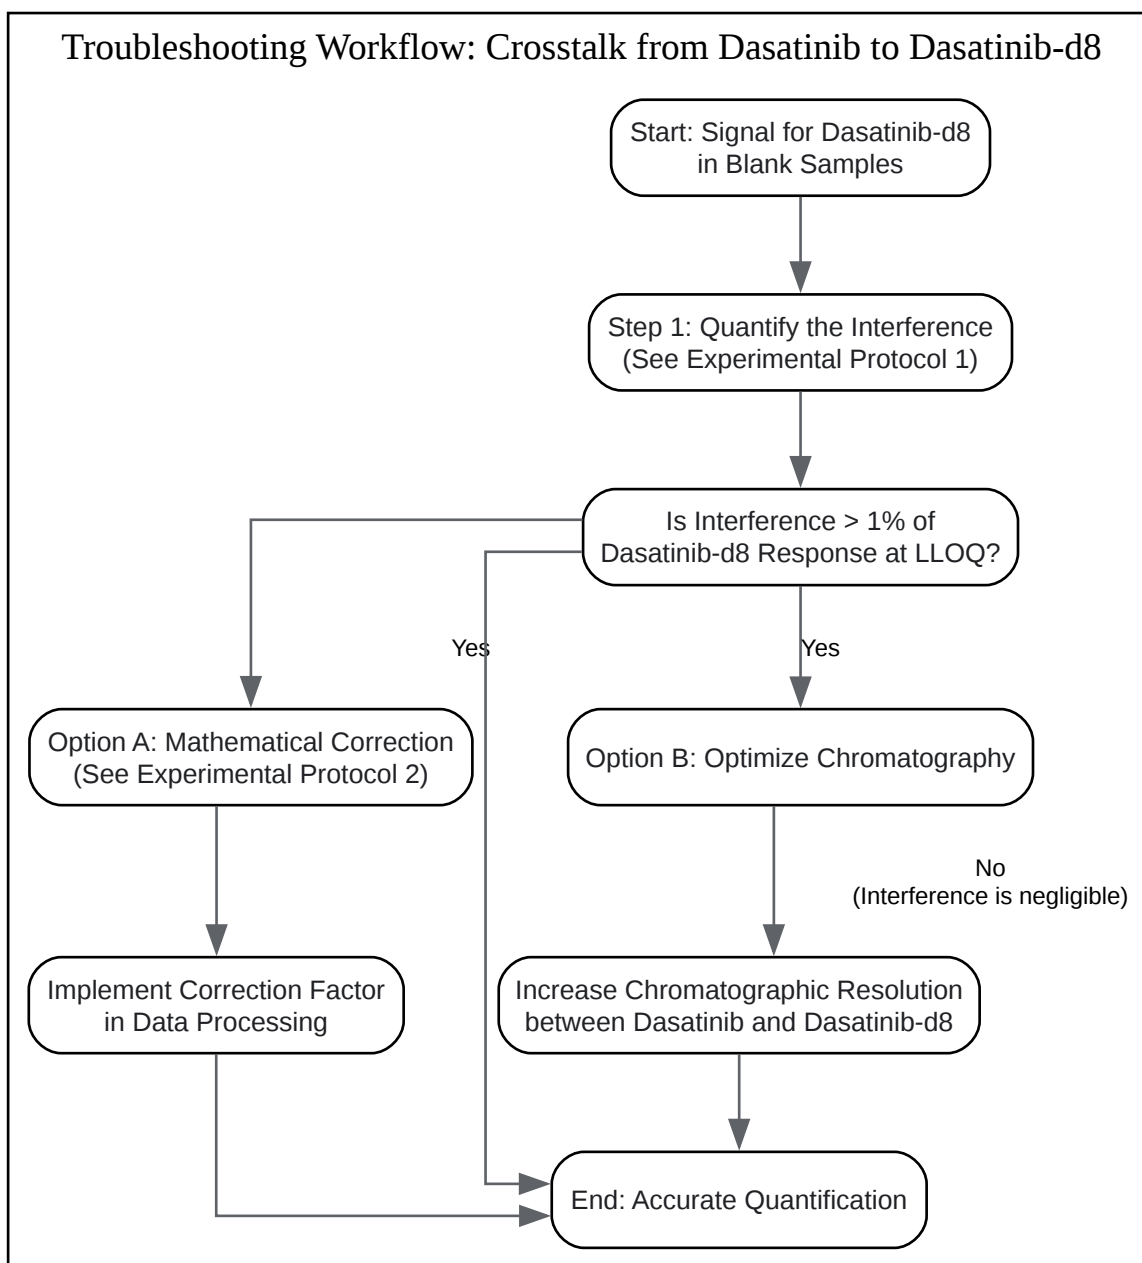 Troubleshooting Workflow: Crosstalk from Dasatinib to Dasatinib-d8
Start: Signal for Dasatinib-d8
in Blank Samples
Step 1: Quantify the Interference
(See Experimental Protocol 1)
Is Interference > 1% of
Dasatinib-d8 Response at LLOQ?
Yes
Yes
Option A: Mathematical Correction
(See Experimental Protocol 2)
Option B: Optimize Chromatography
No
(Interference is negligible)
Implement Correction Factor
in Data Processing
Increase Chromatographic Resolution
between Dasatinib and Dasatinib-d8
End: Accurate Quantification